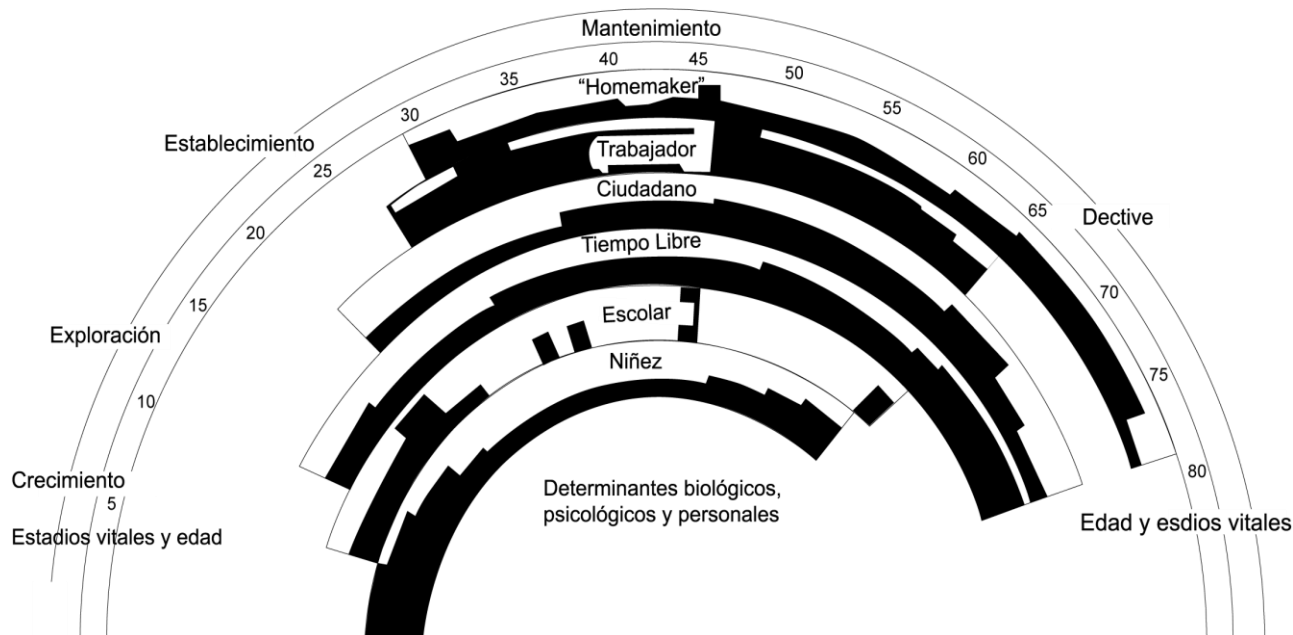 Mantenimiento
40
45
35
50
"Homemaker"
30
55
Establecimiento
Trabajador
25
60
Ciudadano
65
Dective
20
Tiempo Libre
70
15
Escolar
Exploración
Niñez
75
10
Crecimiento
80
5
Determinantes biológicos,
psicológicos y personales
Estadios vitales y edad
Edad y esdios vitales